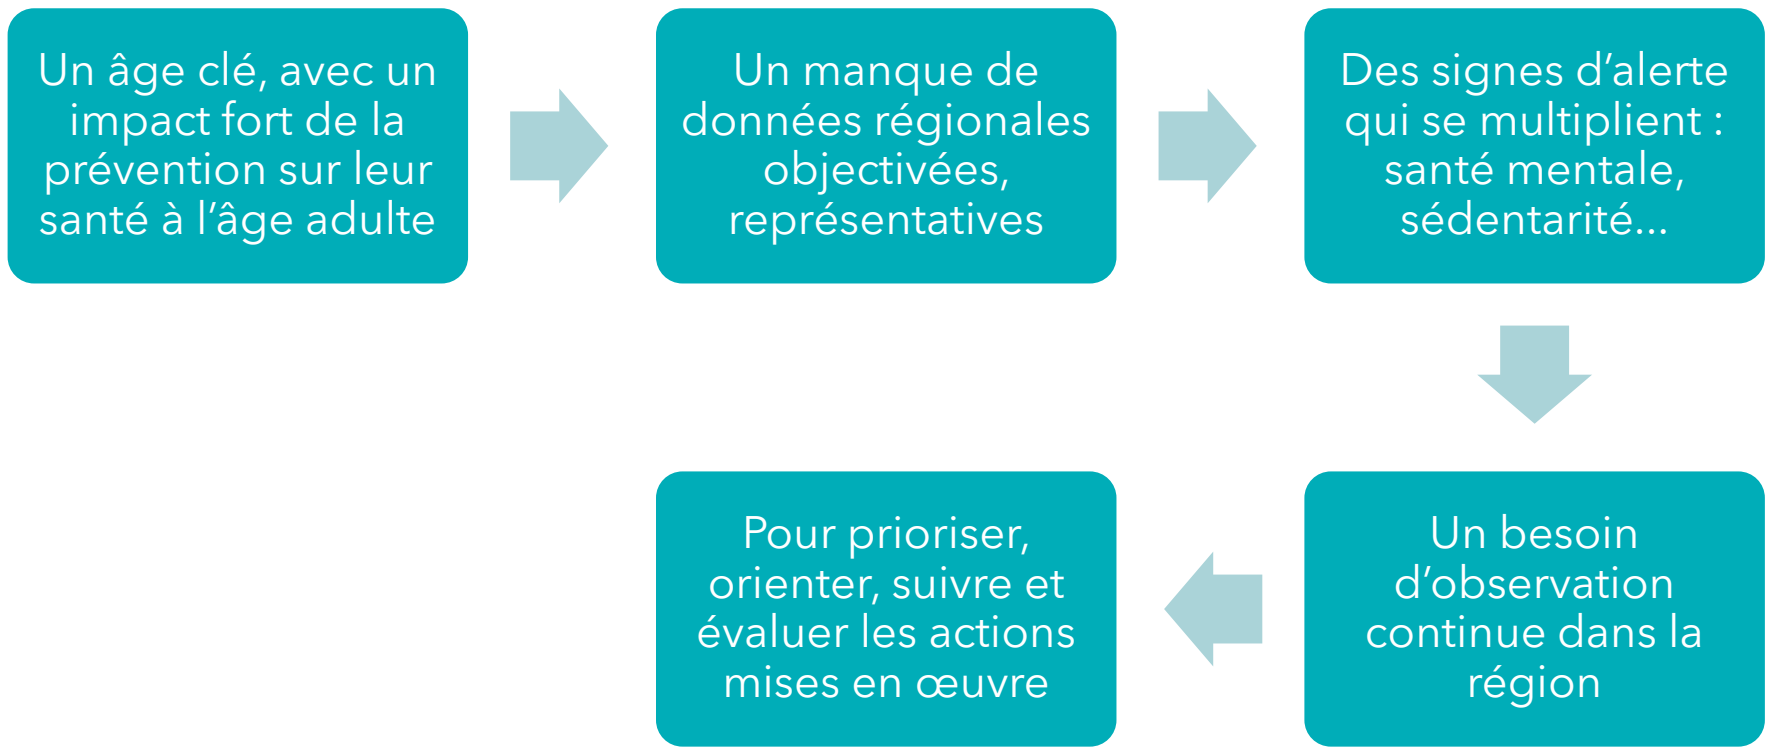 Un âge clé, avec un
impact fort de la
prévention sur leur
santé à l’âge adulte
Un manque de
données régionales
objectivées,
représentatives
Des signes d’alerte
qui se multiplient :
santé mentale,
sédentarité...
Un besoin
d’observation
continue dans la
région
Pour prioriser,
orienter, suivre et
évaluer les actions
mises en œuvre